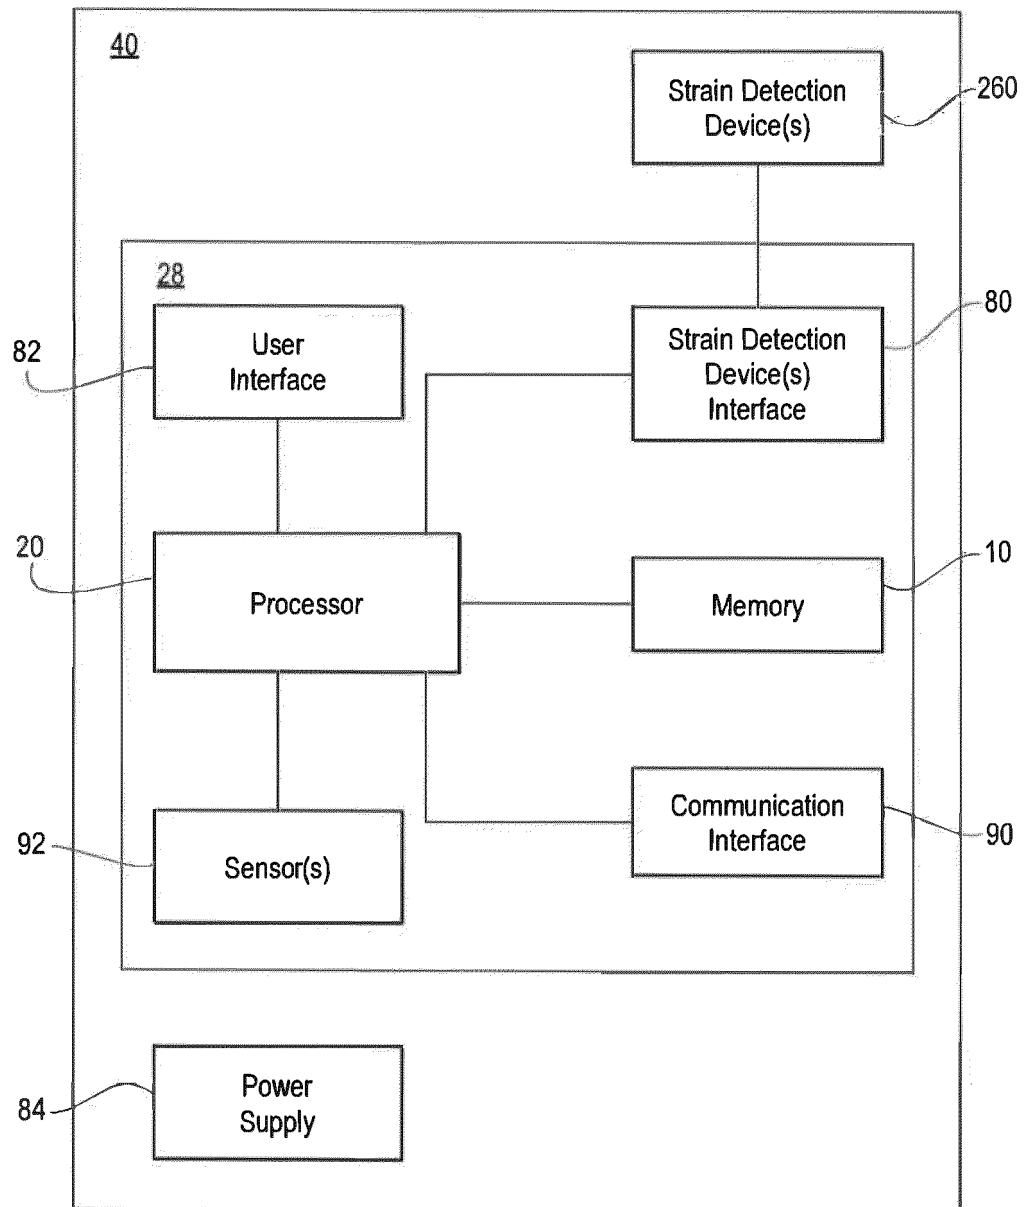 40
Strain Detection
Device(s)
260
28
User
Interface
82
Strain Detection
Device(s)
Interface
80
20
Processor
Memory
10
92
Sensor(s)
Communication
Interface
90
84
Power
Supply